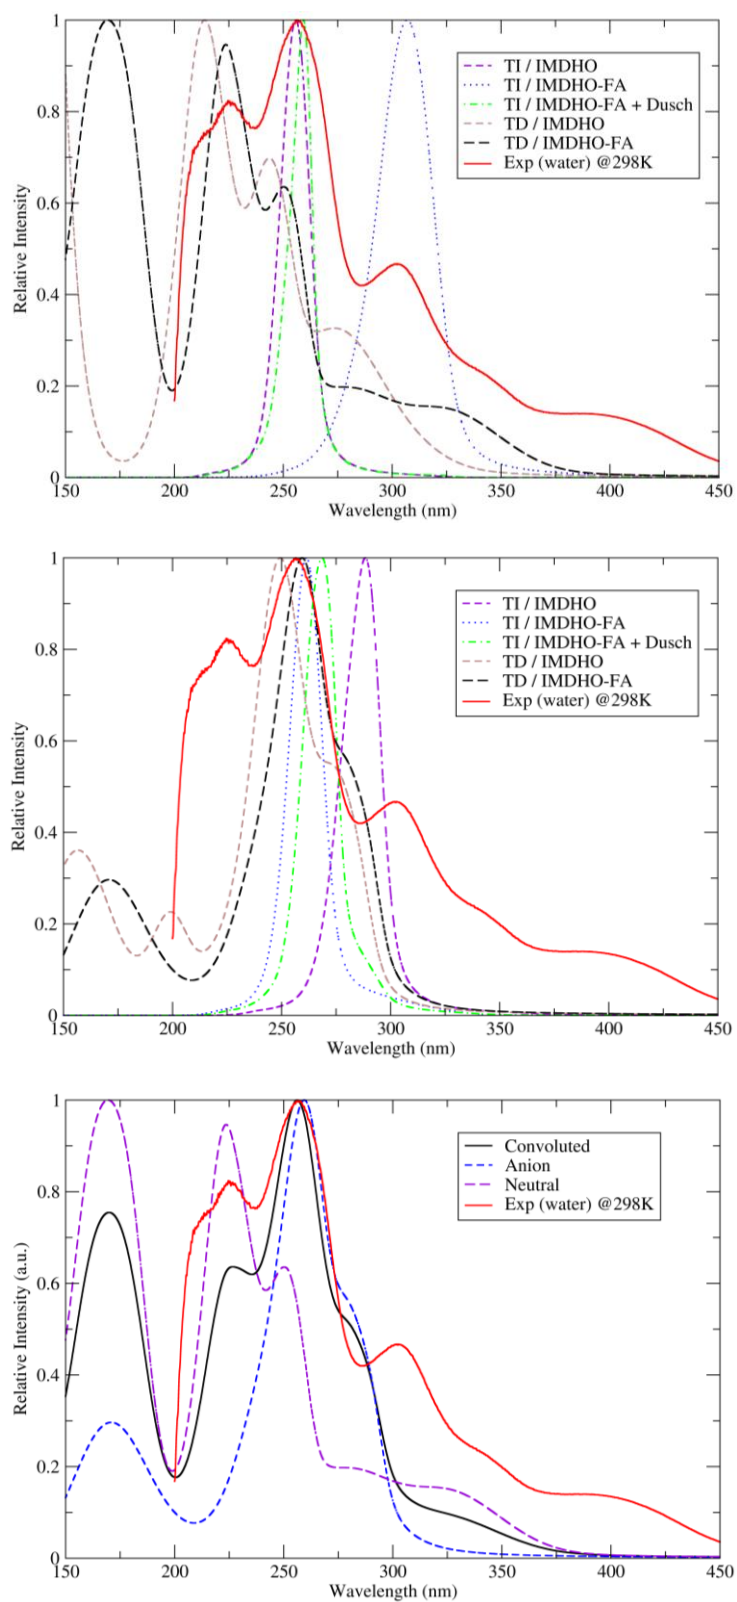 1
0.8
0.6
0.4
0.2
0
Relative Intensity
TI / IMDHO
TI / IMDHO-FA
TI / IMDHO-FA + Dusch
TD / IMDHO
TD / IMDHO-FA
Exp (water) @298K
150 200 250 300 350 400 450
Wavelength (nm)
1
0.8
0.6
0.4
0.2
0
Relative Intensity
TI / IMDHO
TI / IMDHO-FA
TI / IMDHO-FA + Dusch
TD / IMDHO
TD / IMDHO-FA
Exp (water) @298K
150 200 250 300 350 400 450
Wavelength (nm)
1
0.8
0.6
0.4
0.2
0
Relative Intensity (a.u.)
Convoluted
Anion
Neutral
Exp (water) @298K
150 200 250 300 350 400 450
Wavelength (nm)